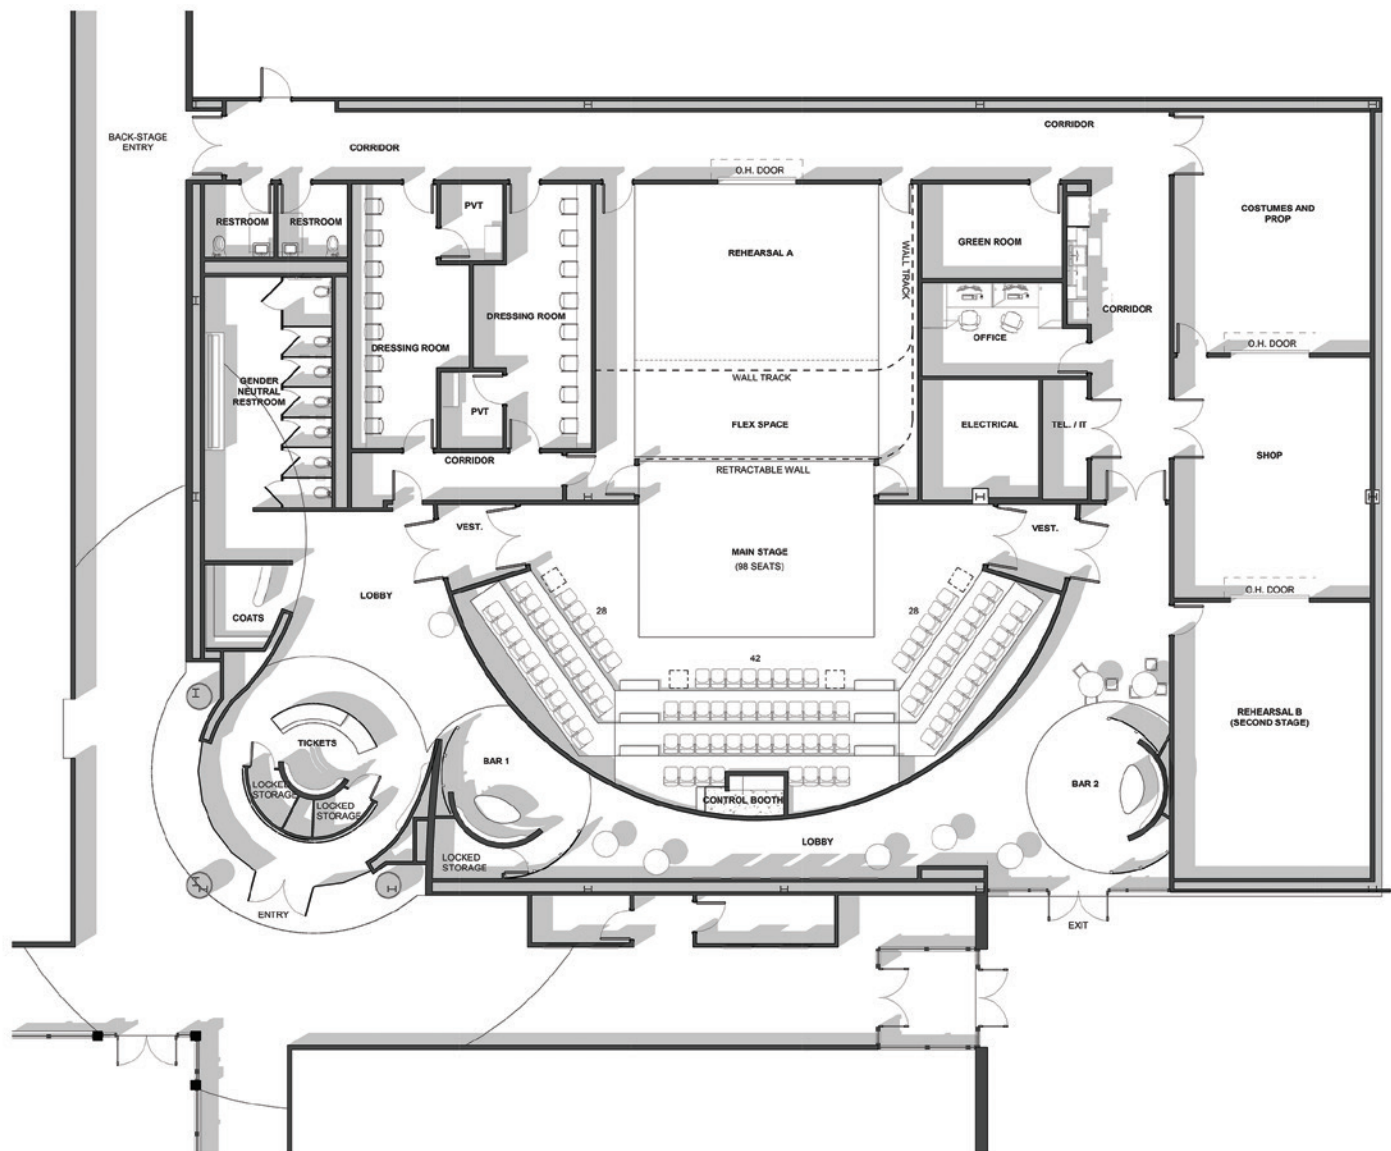 BACK-STAGE
ENTRY
CORRIDOR
CORRIDOR
O.H. DOOR
RESTROOM
RESTROOM
PVT
REHEARSAL A
WALL TRACK
GREEN ROOM
COSTUMES AND
PROP
DRESSING ROOM
DRESSING ROOM
CORRIDOR
OFFICE
O.H. DOOR
GENDER
NEUTRAL
RESTROOM
WALL TRACK
PVT
FLEX SPACE
ELECTRICAL
TEL. / IT
CORRIDOR
RETRACTABLE WALL
SHOP
VEST.
MAIN STAGE
(98 SEATS)
VEST.
LOBBY
COATS
28
28
O.H. DOOR
42
TICKETS
LOCKED
STORAGE
LOCKED
STORAGE
BAR 1
CONTROL BOOTH
BAR 2
REHEARSAL B
(SECOND STAGE)
LOBBY
LOCKED
STORAGE
ENTRY
EXIT